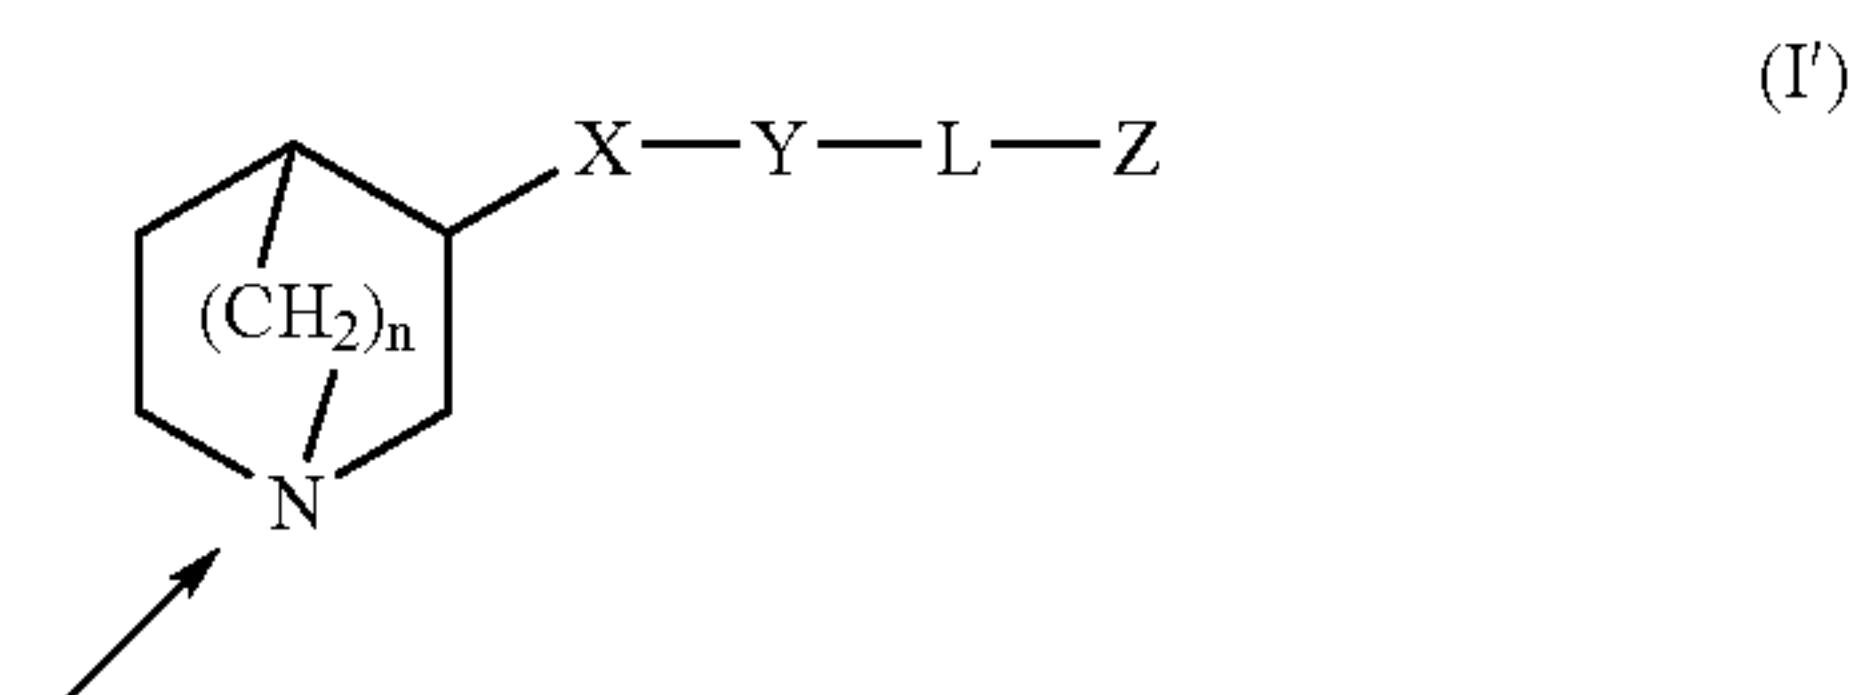 (I′)
X—Y—L—Z
(CH₂)ₙ
N